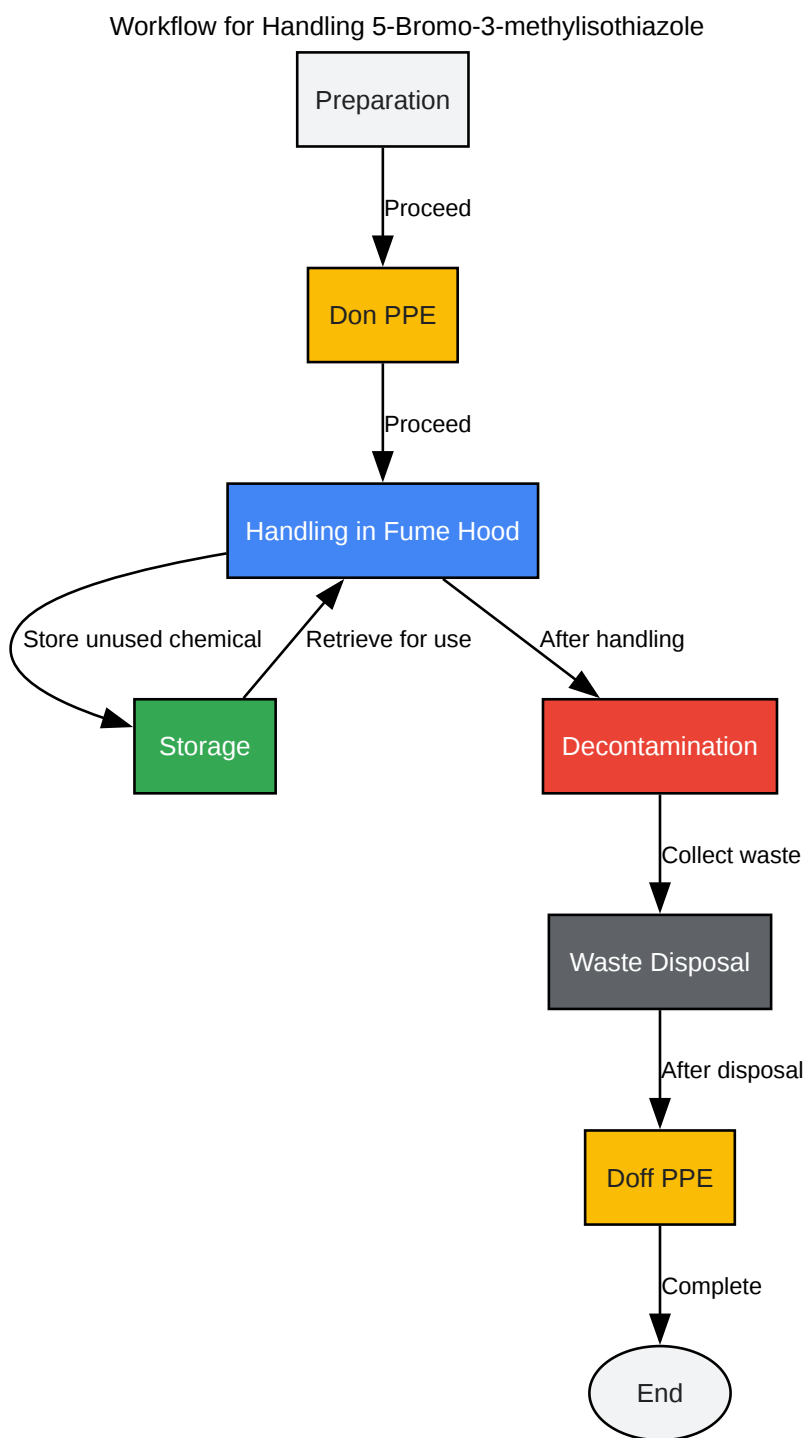 Workflow for Handling 5-Bromo-3-methylisothiazole
Preparation
Proceed
Don PPE
Proceed
Handling in Fume Hood
Store unused chemical
Retrieve for use
After handling
Storage
Decontamination
Collect waste
Waste Disposal
After disposal
Doff PPE
Complete
End